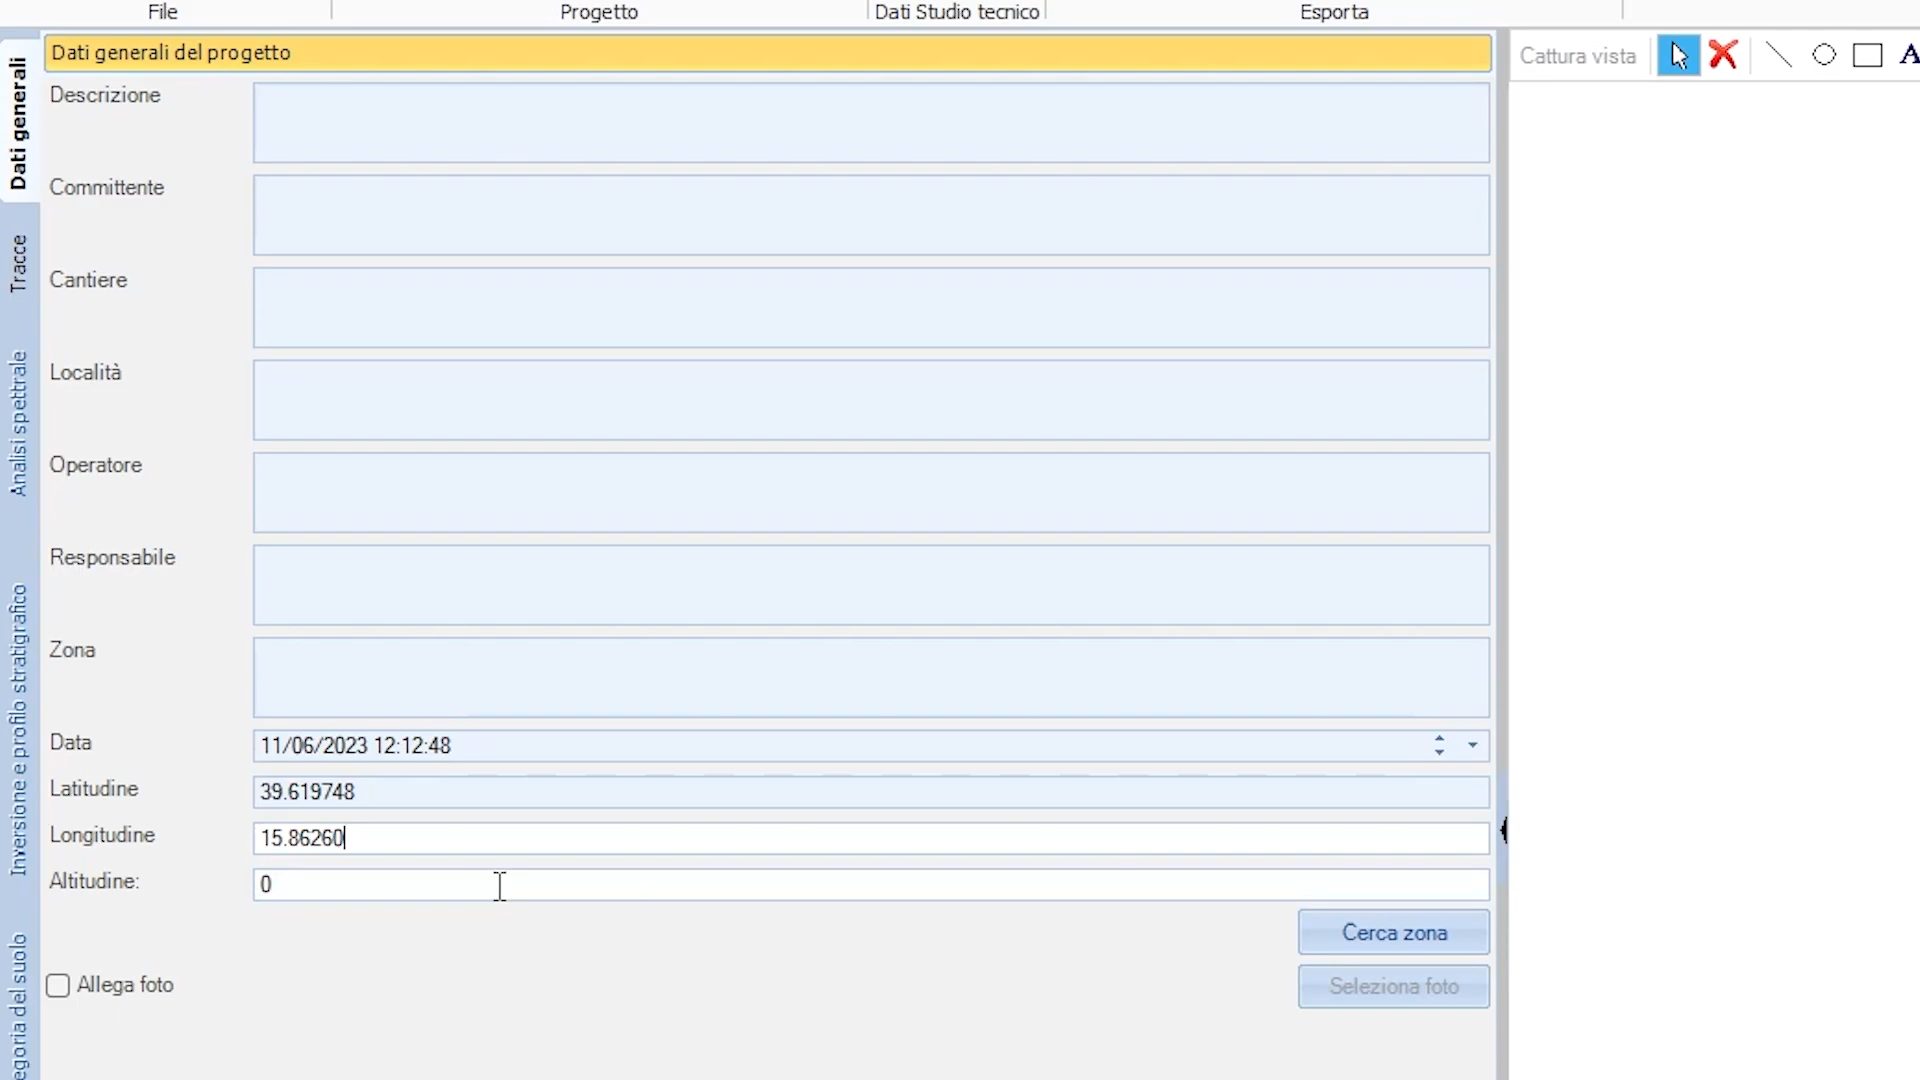 File Progetto Dati Studio tecnico Esporta
Dati generali del progetto
Cattura vista A
Dati generali
Tracce
Analisi spettrale
Inversione e profilo stratigrafico
egoria del suolo
Descrizione
Committente
Cantiere
Località
Operatore
Responsabile
Zona
Data 11/06/2023 12:12:48
Latitudine 39.619748
Longitudine 15.86260
Altitudine: 0
Cerca zona
Allega foto Seleziona foto